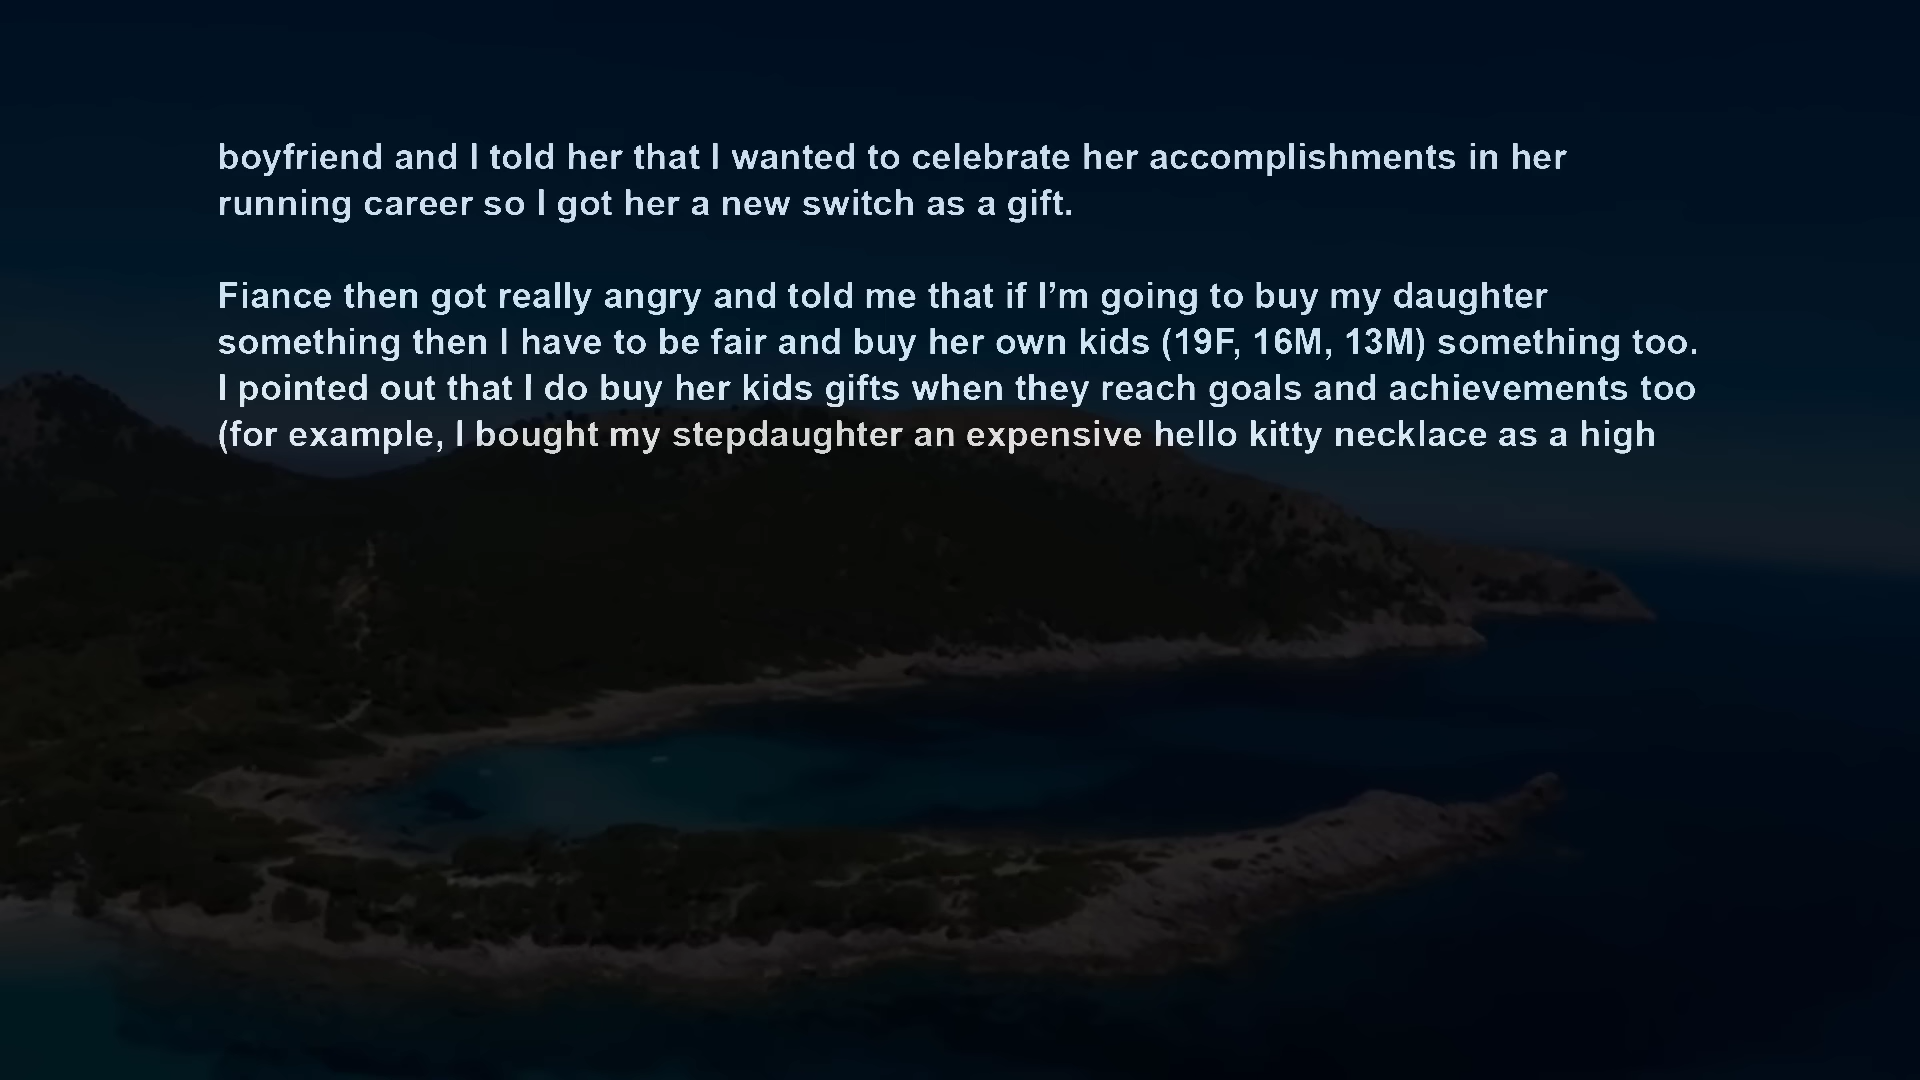 boyfriend and I told her that I wanted to celebrate her accomplishments in her
running career so I got her a new switch as a gift.
Fiance then got really angry and told me that if I’m going to buy my daughter
something then I have to be fair and buy her own kids (19F, 16M, 13M) something too.
I pointed out that I do buy her kids gifts when they reach goals and achievements too
(for example, I bought my stepdaughter an expensive hello kitty necklace as a high